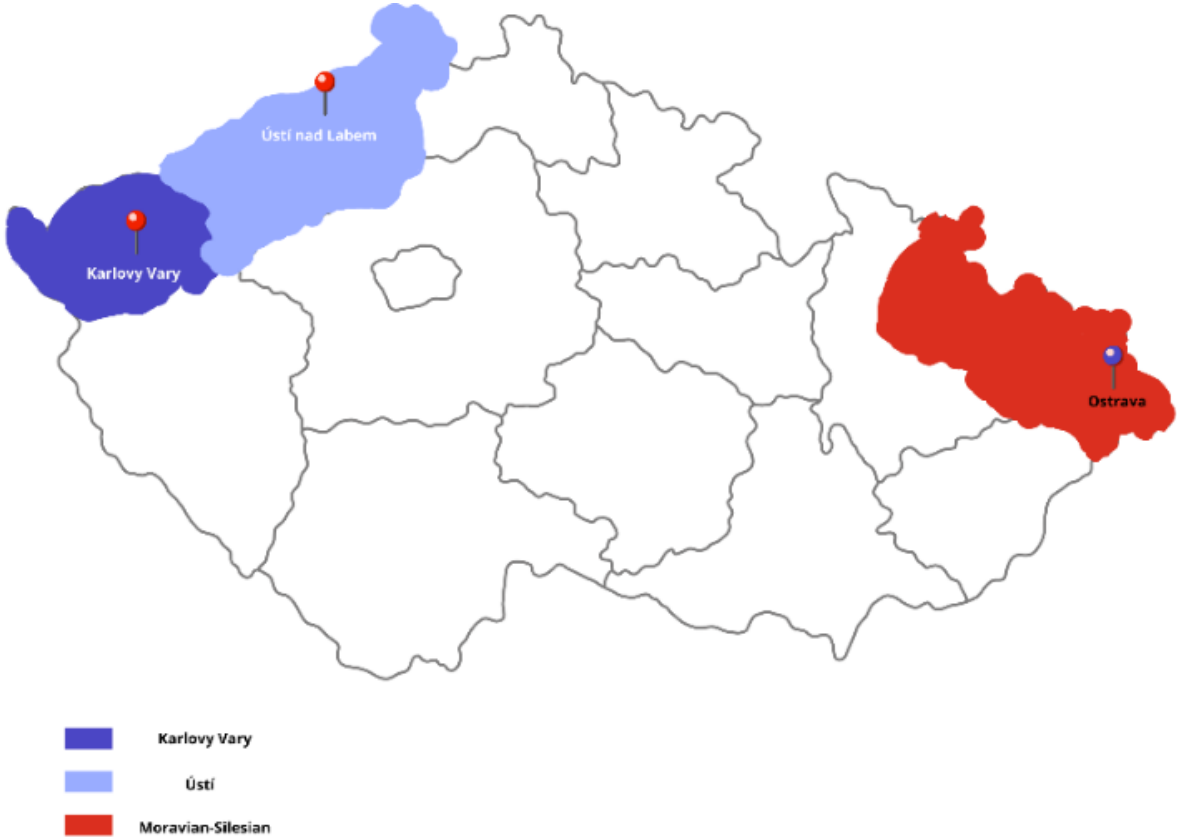 Ústí nad Labem
Karlovy Vary
Ostrava
Karlovy Vary
Ústí
Moravian-Silesian